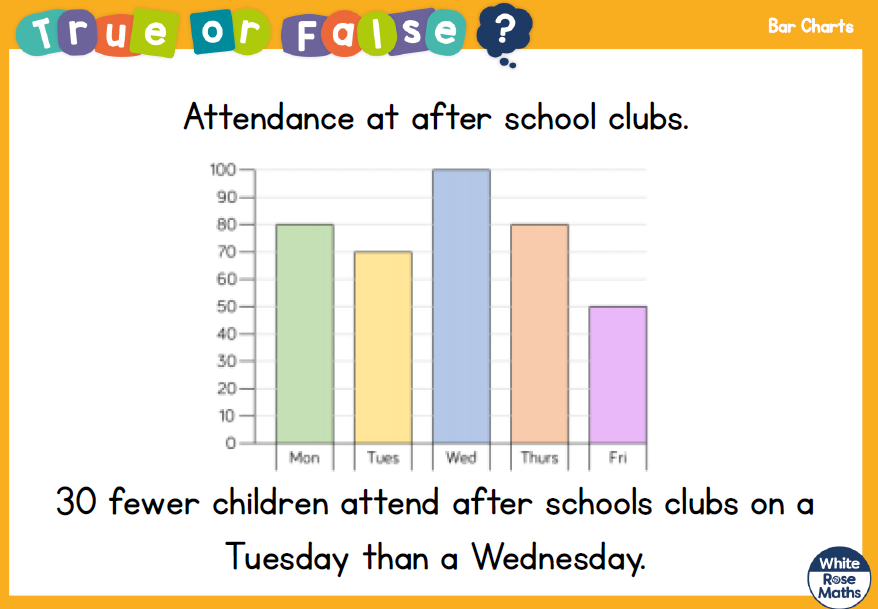 True or False ?
Bar Charts
Attendance at after school clubs.
100
90
80
70
60
50
40
30
20
10
0
Mon Tues Wed Thurs Fri
30 fewer children attend after schools clubs on a
Tuesday than a Wednesday.
White
Rose
Maths